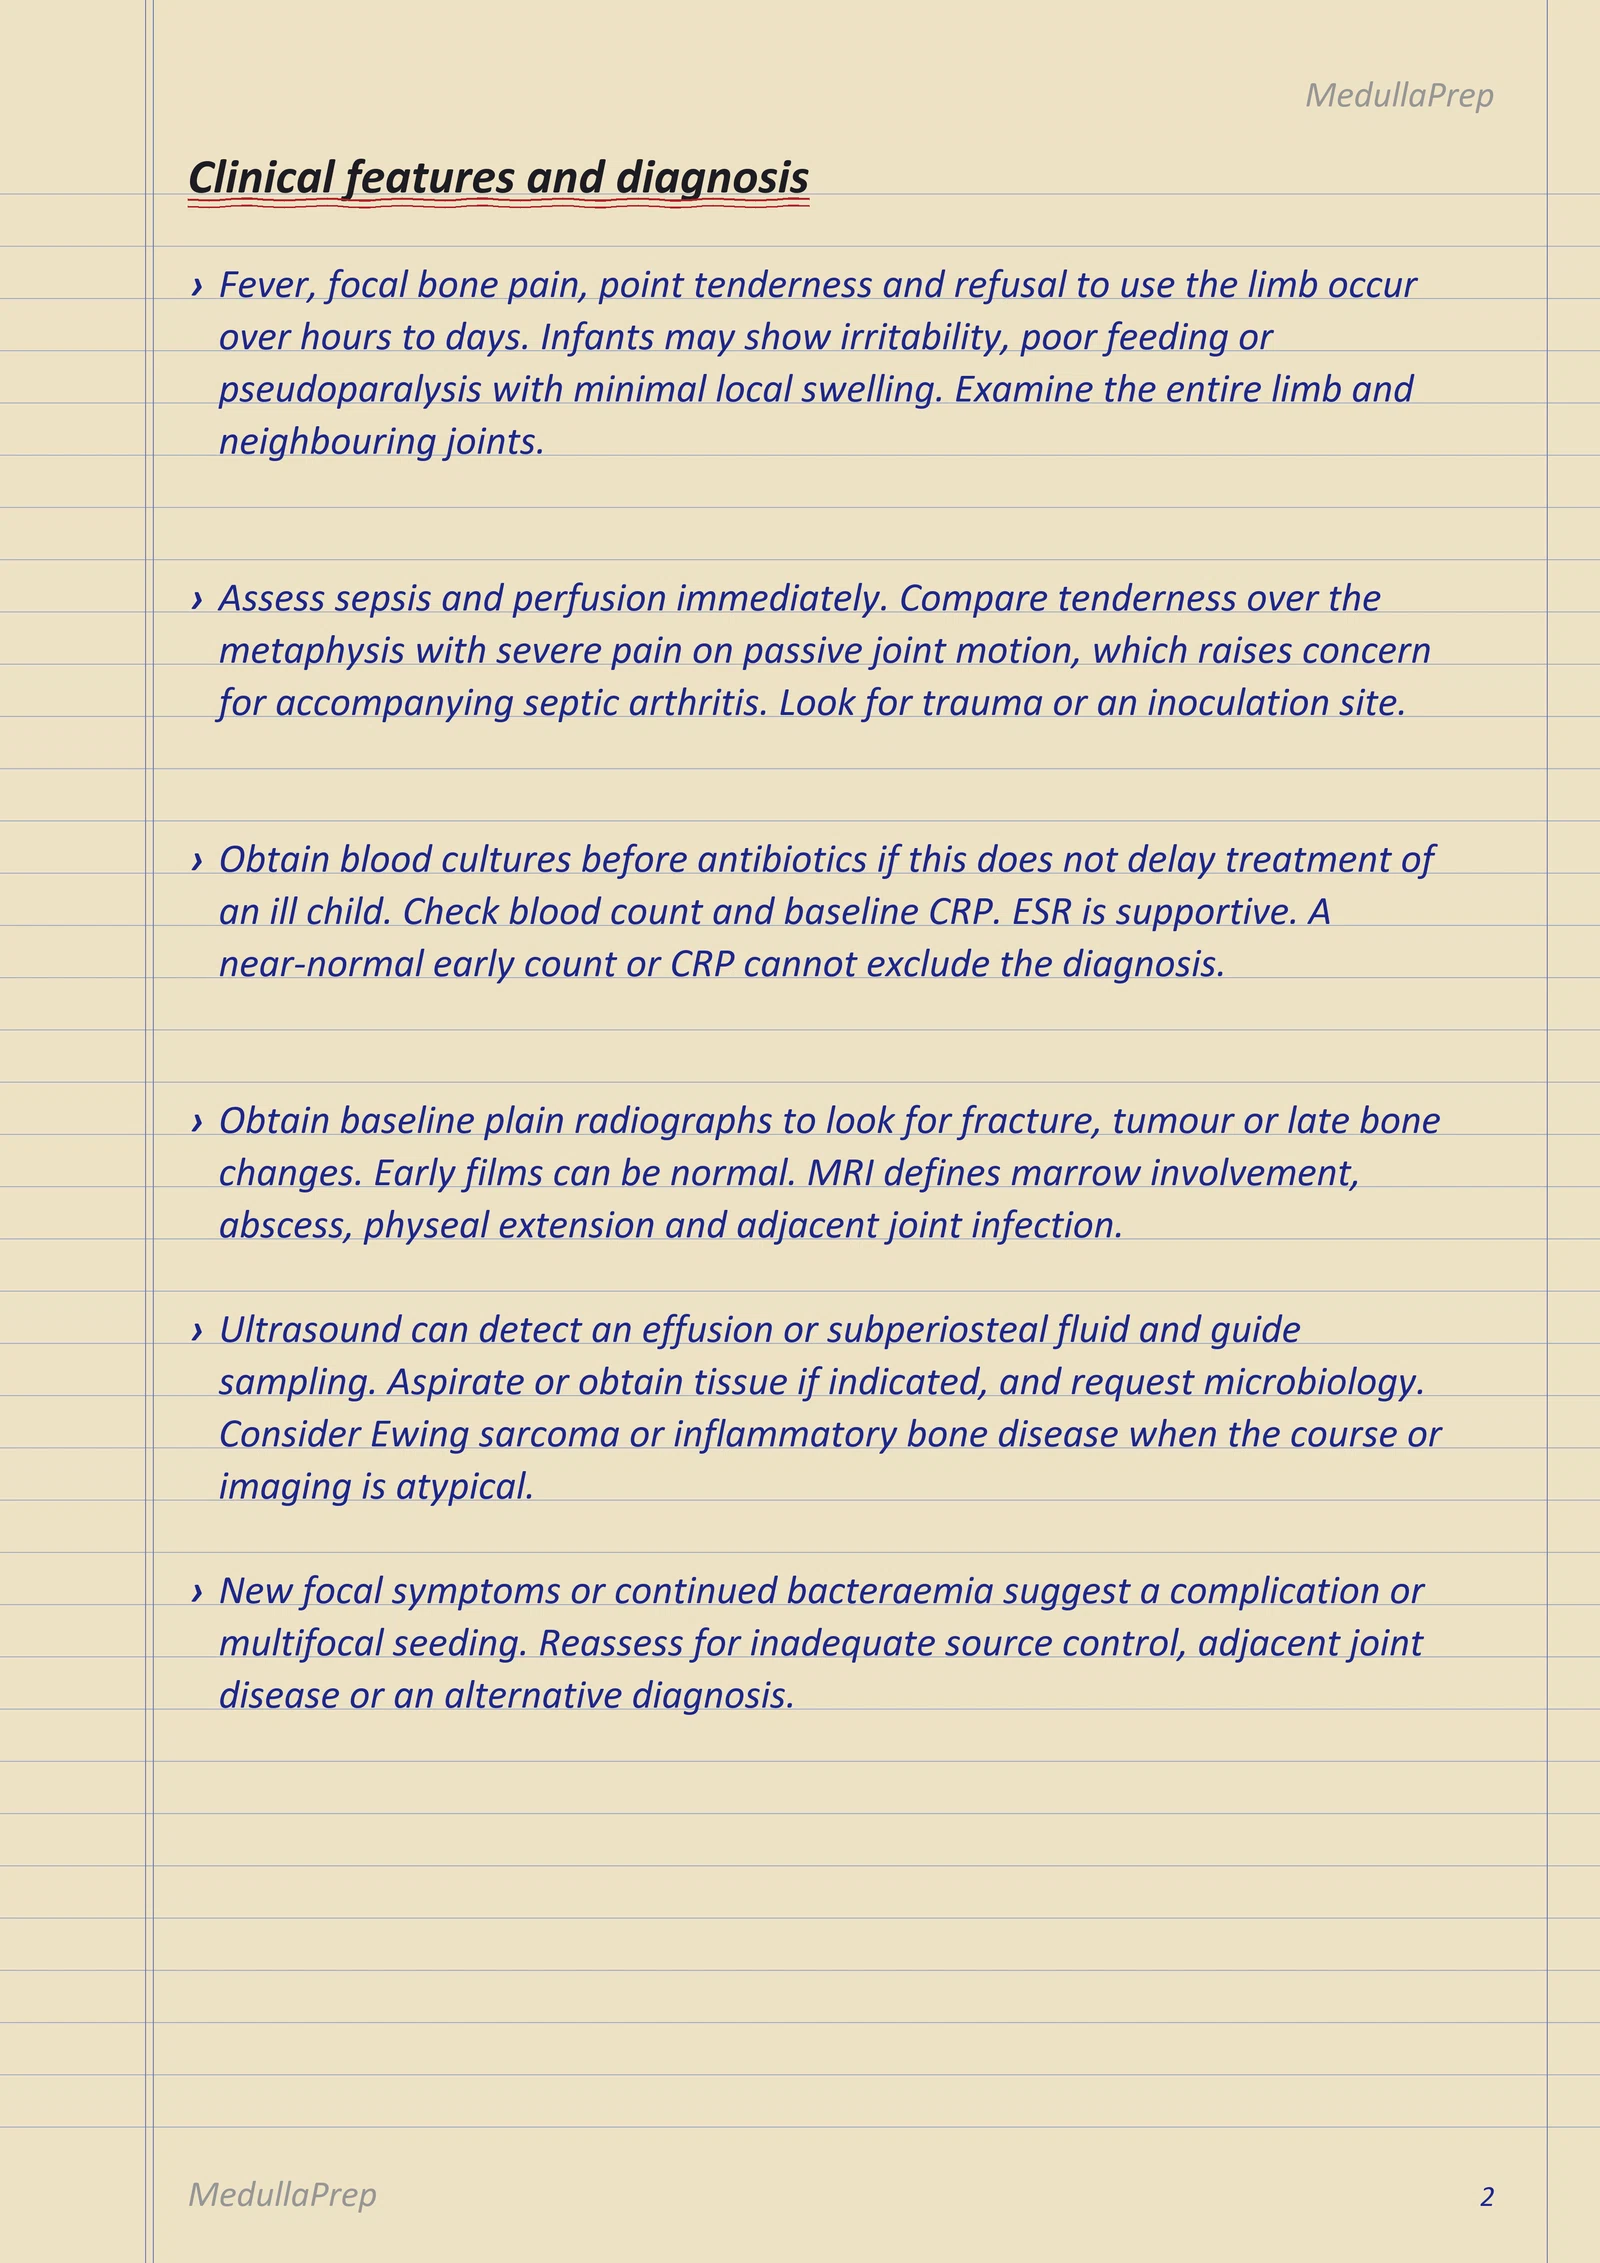 MedullaPrep
Clinical features and diagnosis
› Fever, focal bone pain, point tenderness and refusal to use the limb occur
over hours to days. Infants may show irritability, poor feeding or
pseudoparalysis with minimal local swelling. Examine the entire limb and
neighbouring joints.
› Assess sepsis and perfusion immediately. Compare tenderness over the
metaphysis with severe pain on passive joint motion, which raises concern
for accompanying septic arthritis. Look for trauma or an inoculation site.
› Obtain blood cultures before antibiotics if this does not delay treatment of
an ill child. Check blood count and baseline CRP. ESR is supportive. A
near-normal early count or CRP cannot exclude the diagnosis.
› Obtain baseline plain radiographs to look for fracture, tumour or late bone
changes. Early films can be normal. MRI defines marrow involvement,
abscess, physeal extension and adjacent joint infection.
› Ultrasound can detect an effusion or subperiosteal fluid and guide
sampling. Aspirate or obtain tissue if indicated, and request microbiology.
Consider Ewing sarcoma or inflammatory bone disease when the course or
imaging is atypical.
› New focal symptoms or continued bacteraemia suggest a complication or
multifocal seeding. Reassess for inadequate source control, adjacent joint
disease or an alternative diagnosis.
MedullaPrep
2